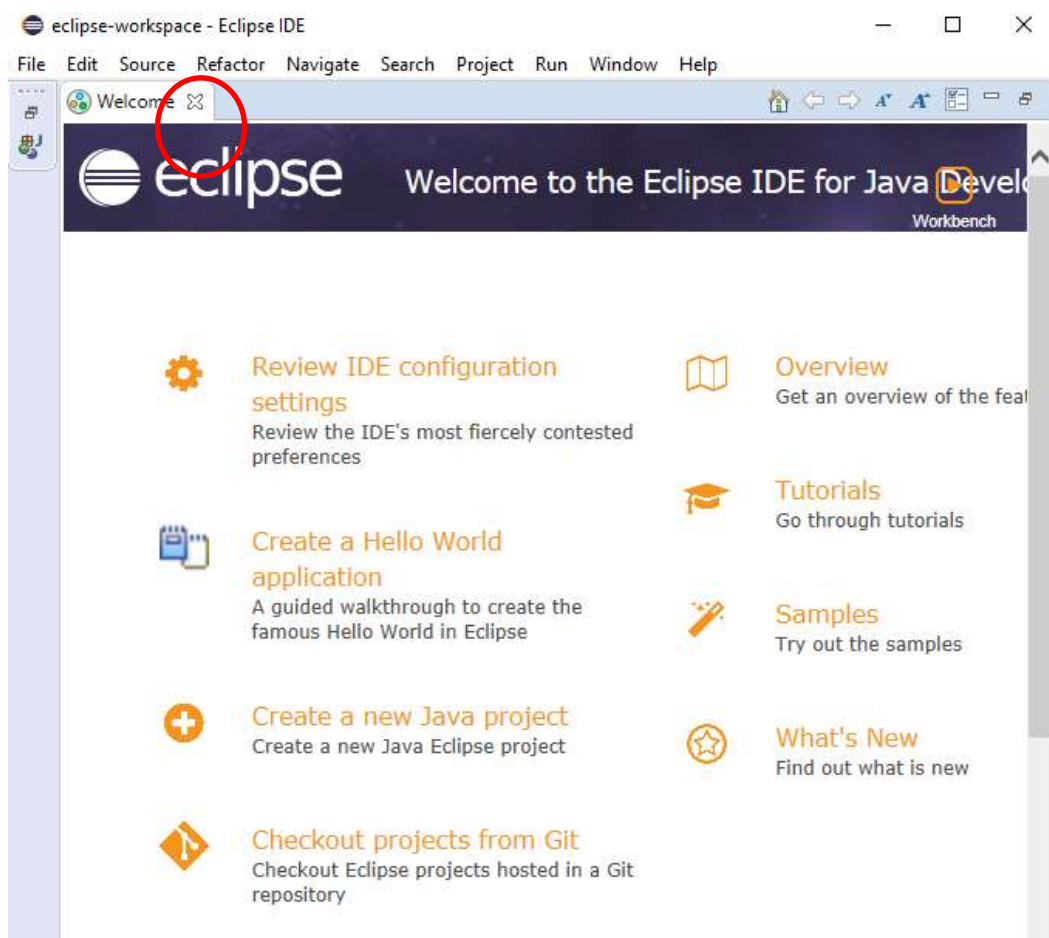 eclipse-workspace - Eclipse IDE
File Edit Source Refactor Navigate Search Project Run Window Help
Welcome
eclipse Welcome to the Eclipse IDE for Java Develo
Workbench
Review IDE configuration
settings
Review the IDE's most fiercely contested
preferences
Overview
Get an overview of the feat
Create a Hello World
application
A guided walkthrough to create the
famous Hello World in Eclipse
Tutorials
Go through tutorials
Create a new Java project
Create a new Java Eclipse project
Samples
Try out the samples
Checkout projects from Git
Checkout Eclipse projects hosted in a Git
repository
What's New
Find out what is new